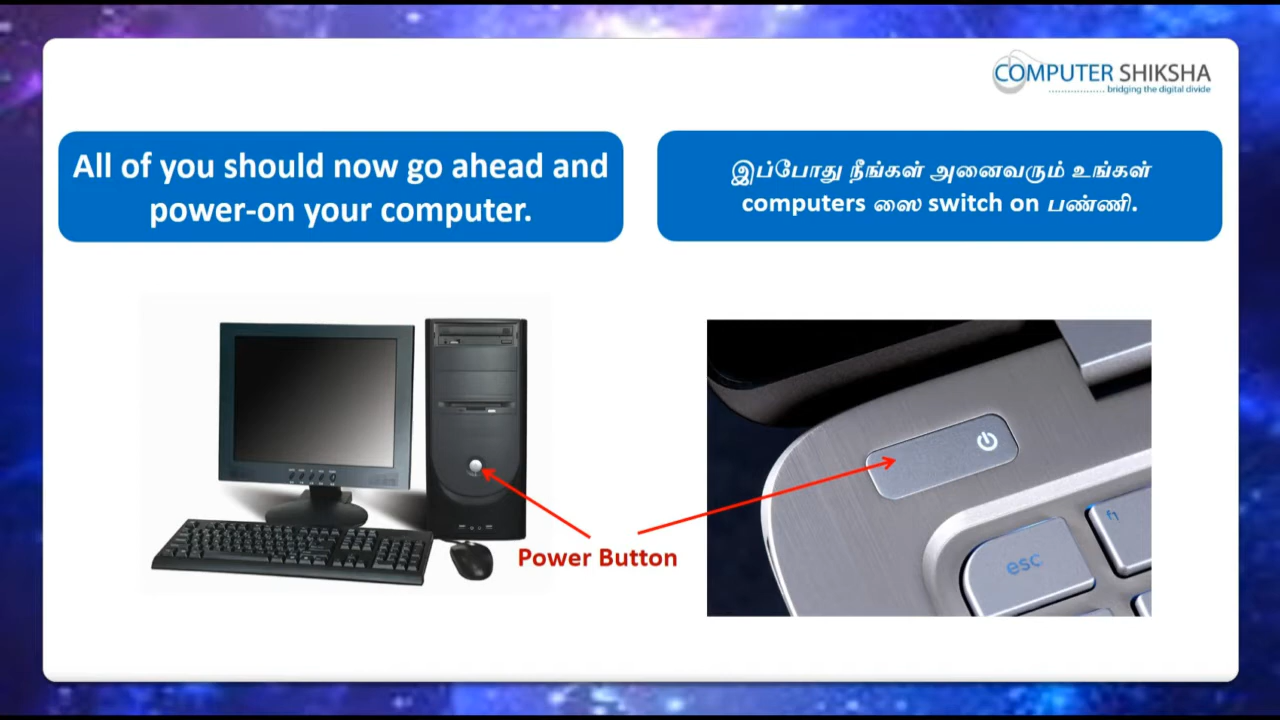 COMPUTER SHIKSHA
bridging the digital divide
All of you should now go ahead and
power-on your computer.
இப்போது நீங்கள் அனைவரும் உங்கள்
computers ஸை switch on பண்ணி.
Power Button
esc
f1